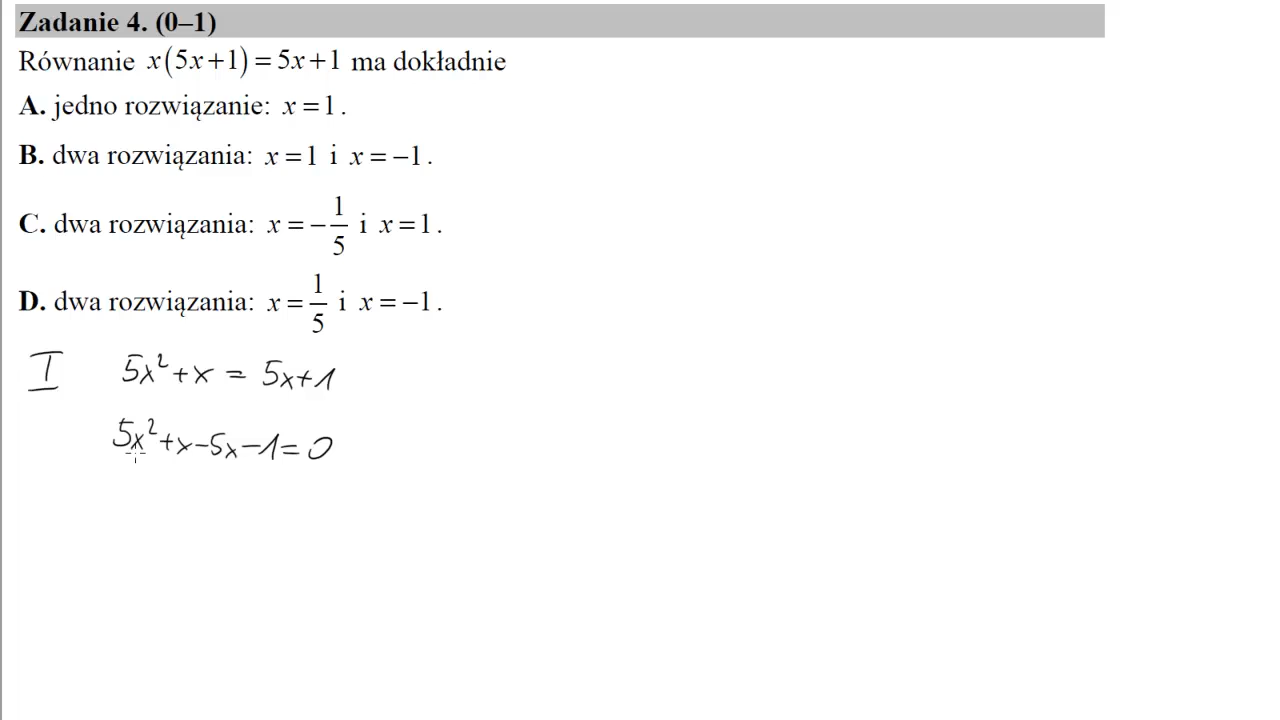 Zadanie 4. (0–1)
Równanie x(5x+1)=5x+1 ma dokładnie
A. jedno rozwiązanie: x=1.
B. dwa rozwiązania: x=1 i x=−1.
C. dwa rozwiązania: x=−1/5 i x=1.
D. dwa rozwiązania: x=1/5 i x=−1.
I 5x²+x = 5x+1
5x²+x−5x−1=0